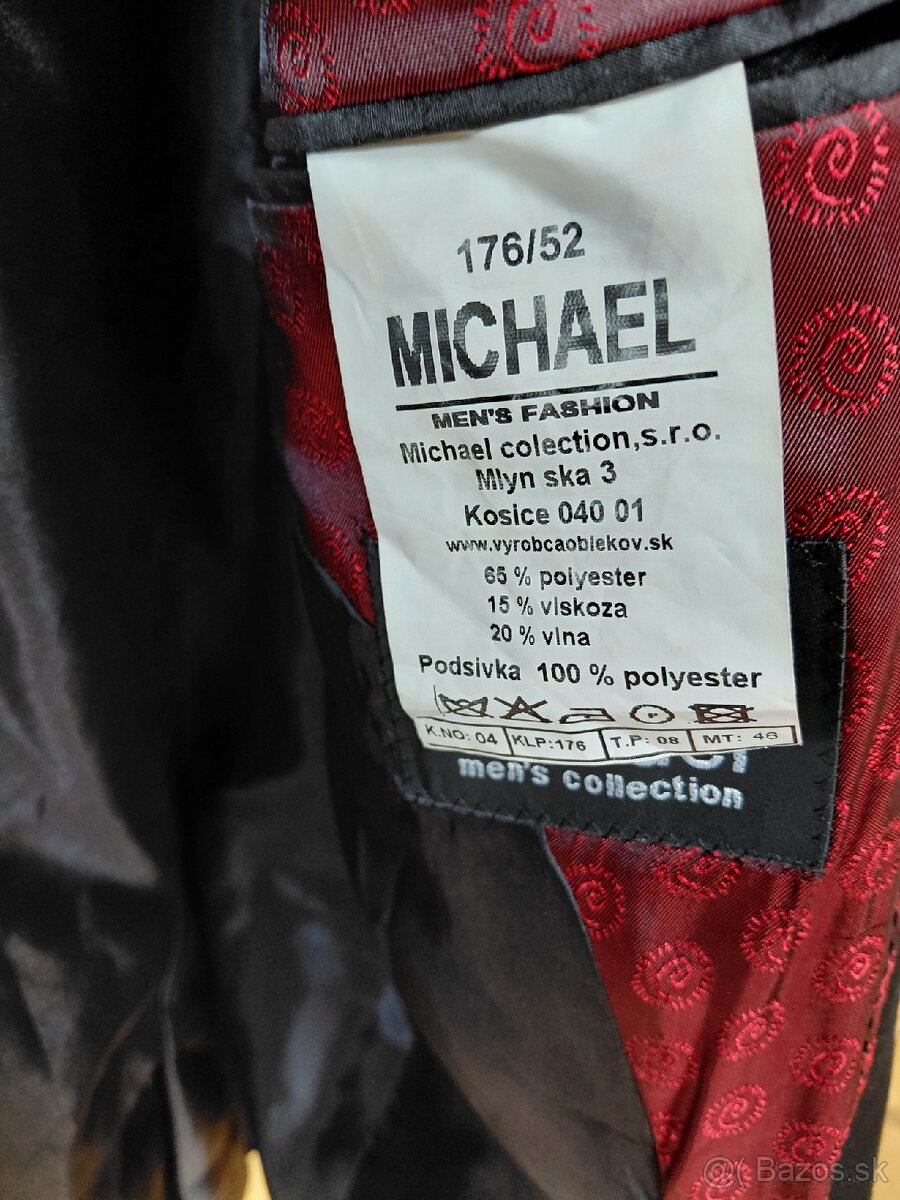 176/52
MICHAEL
MEN'S FASHION
Michael colection,s.r.o.
Mlyn ska 3
Kosice 040 01
www.vyrobcaoblekov.sk
65 % polyester
15 % viskoza
20 % vlna
Podsivka 100 % polyester
K.NO: 04 KLP:176 T.P: 08 MT: 46
men's collection
@( Bazos.sk